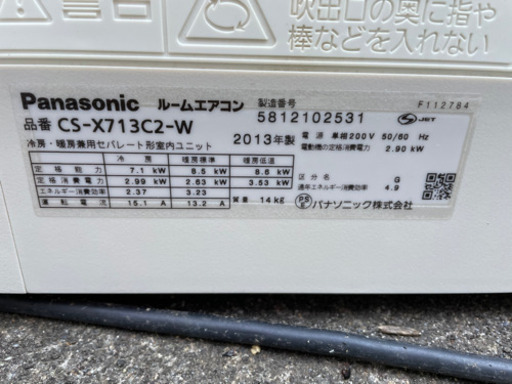 警告
吹出口の奥に指や
棒などを入れない
Panasonic ルームエアコン 製造番号 F112784
品番 CS-X713C2-W 5812102531 JET
2013年製 電源 単相200V 50/60 Hz
冷房・暖房兼用セパレート形室内ユニット 電動機の定格消費電力 2.90 kW
冷房 暖房標準 暖房低温
定格能力 7.1 kW 8.5 kW 8.6 kW 区分名 G
定格消費電力 2.99 kW 2.63 kW 3.53 kW 通年エネルギー消費効率 4.9
エネルギー消費効率 2.37 3.23
運転電流 15.1 A 13.2 A 質量 14 kg PSE パナソニック株式会社